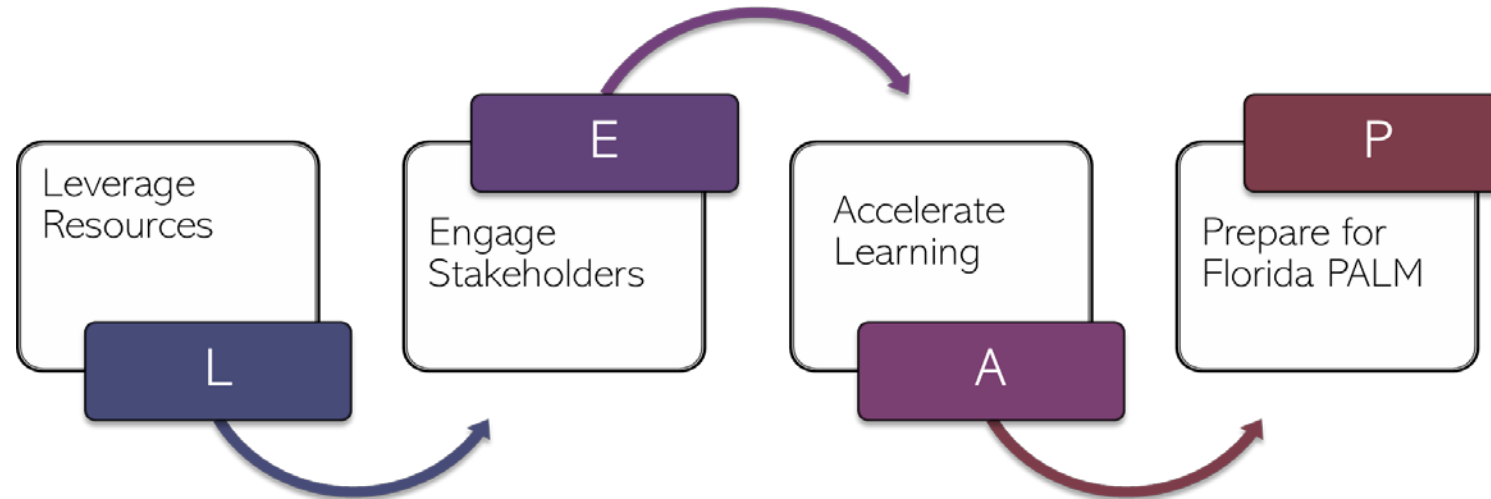 Leverage
Resources
L
E
Engage
Stakeholders
Accelerate
Learning
A
P
Prepare for
Florida PALM